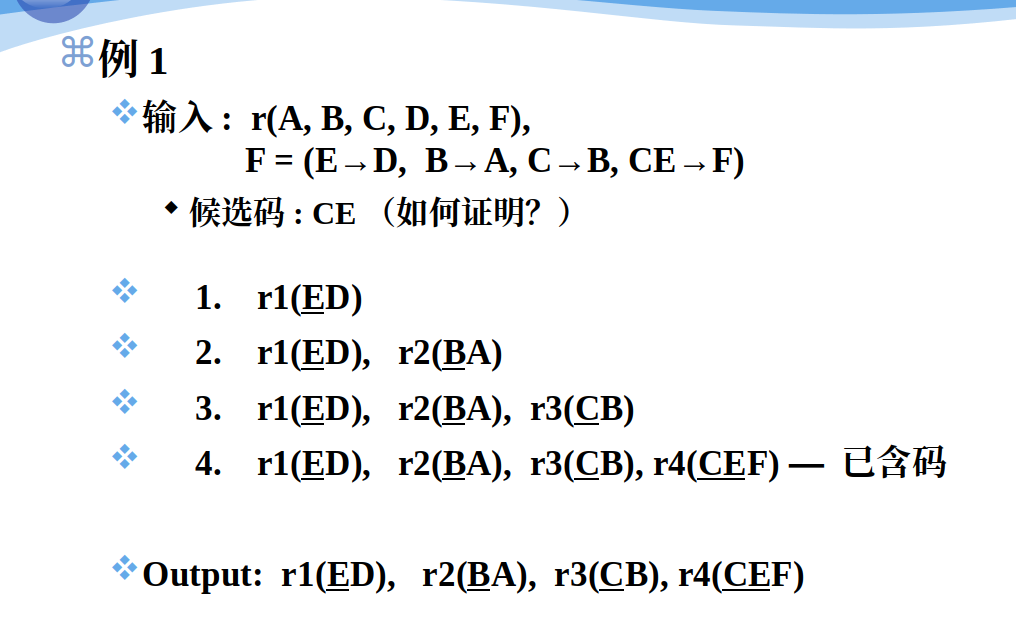 例 1
输入 : r(A, B, C, D, E, F),
F = (E→D, B→A, C→B, CE→F)
候选码 : CE （如何证明？）
1. r1(ED)
2. r1(ED), r2(BA)
3. r1(ED), r2(BA), r3(CB)
4. r1(ED), r2(BA), r3(CB), r4(CEF) — 已含码
Output: r1(ED), r2(BA), r3(CB), r4(CEF)